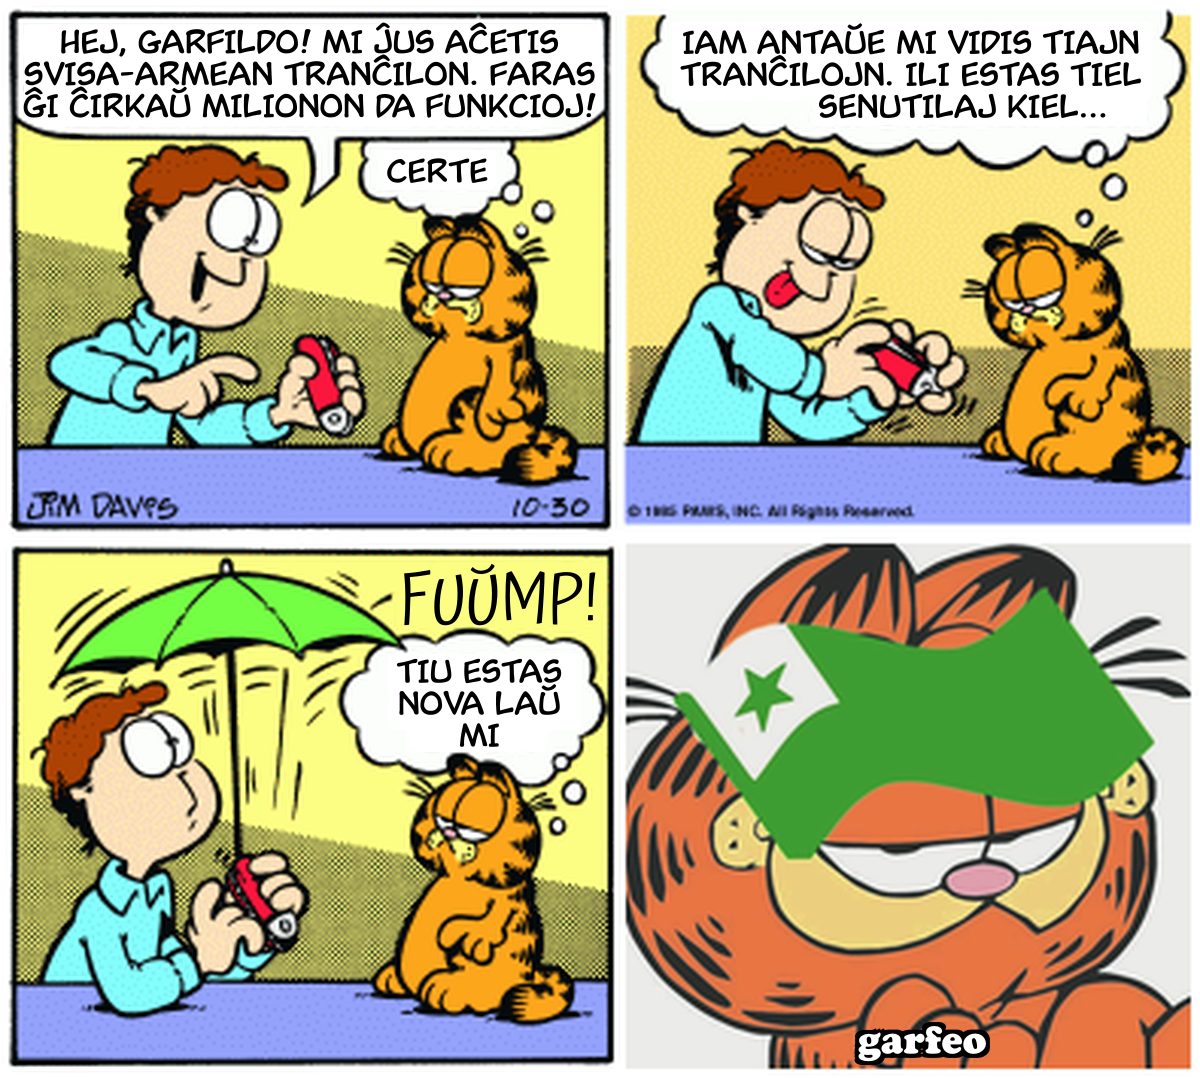 HEJ, GARFILDO! MI ĴUS AĈETIS
SVISA-ARMEAN TRANĈILON. FARAS
ĜI ĈIRKAŬ MILIONON DA FUNKCIOJ!
CERTE
JIM DAVIS
10-30
IAM ANTAŬE MI VIDIS TIAJN
TRANĈILOJN. ILI ESTAS TIEL
SENUTILAJ KIEL...
© 1985 PAWS, INC. All Rights Reserved.
FUŬMP!
TIU ESTAS
NOVA LAŬ
MI
garfeo